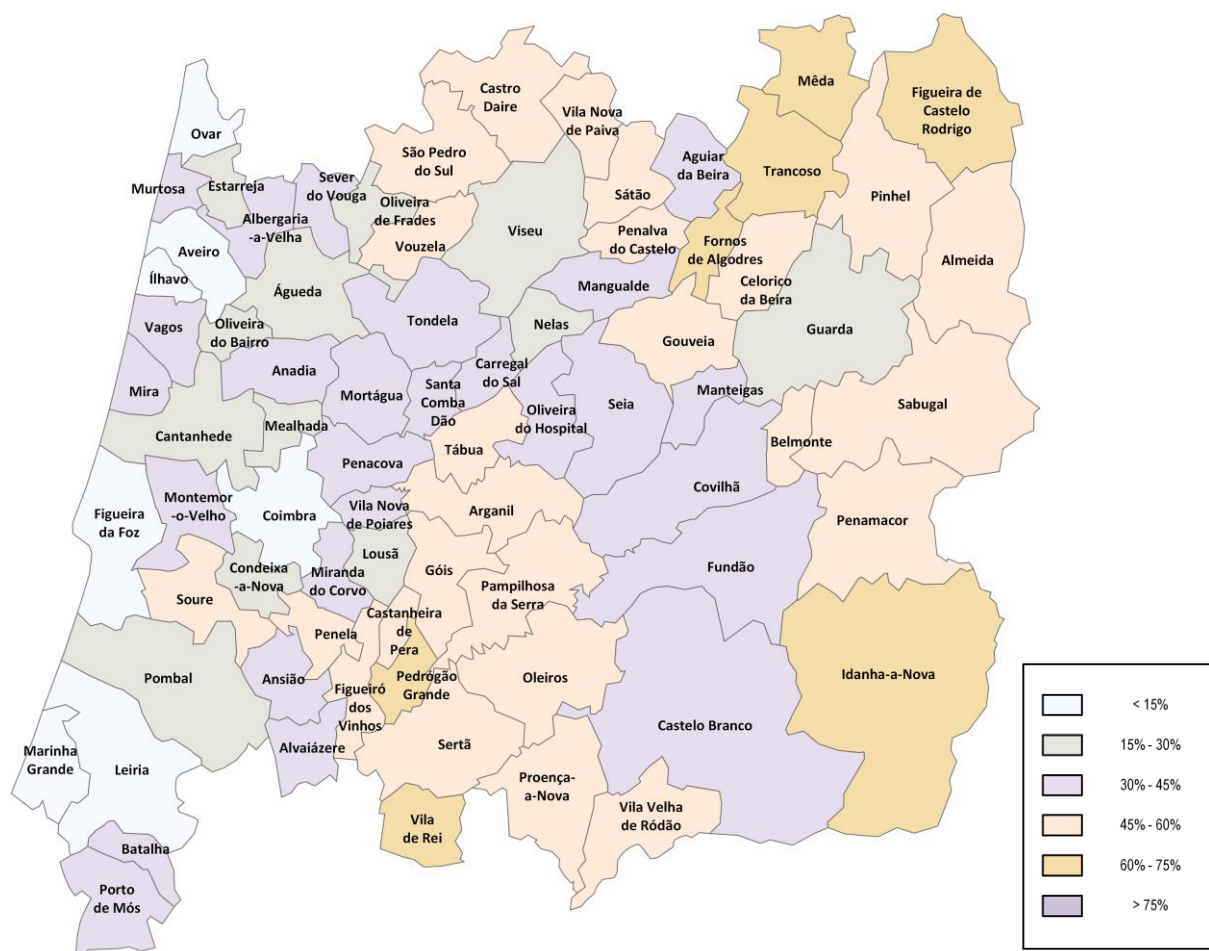 Mêda
Figueira de
Castelo
Rodrigo
Castro
Daire
Vila Nova
de Paiva
Ovar
São Pedro
do Sul
Aguiar
da Beira
Trancoso
Pinhel
Murtosa
Estarreja
Sever
do Vouga
Albergaria
-a-Velha
Oliveira
de Frades
Sátão
Viseu
Vouzela
Penalva
do Castelo
Fornos
de Algodres
Almeida
Aveiro
Ílhavo
Águeda
Mangualde
Celorico
da Beira
Vagos
Oliveira
do Bairro
Tondela
Nelas
Gouveia
Guarda
Mira
Anadia
Mortágua
Santa
Comba
Dão
Carregal
do Sal
Oliveira
do Hospital
Seia
Manteigas
Sabugal
Cantanhede
Mealhada
Tábua
Belmonte
Penacova
Covilhã
Montemor
-o-Velho
Figueira
da Foz
Coimbra
Vila Nova
de Poiares
Arganil
Penamacor
Lousã
Condeixa
-a-Nova
Miranda
do Corvo
Góis
Pampilhosa
da Serra
Fundão
Soure
Penela
Castanheira
de
Pera
Pombal
Ansião
Figueiró
dos
Vinhos
Pedrógão
Grande
Oleiros
Idanha-a-Nova
Castelo Branco
Marinha
Grande
Leiria
Alvaiázere
Sertã
Proença-
a-Nova
Vila Velha
de Ródão
Vila
de Rei
Batalha
Porto
de Mós
< 15%
15% - 30%
30% - 45%
45% - 60%
60% - 75%
> 75%